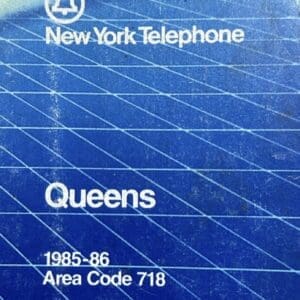 New York Telephone
Queens
1985-86
Area Code 718